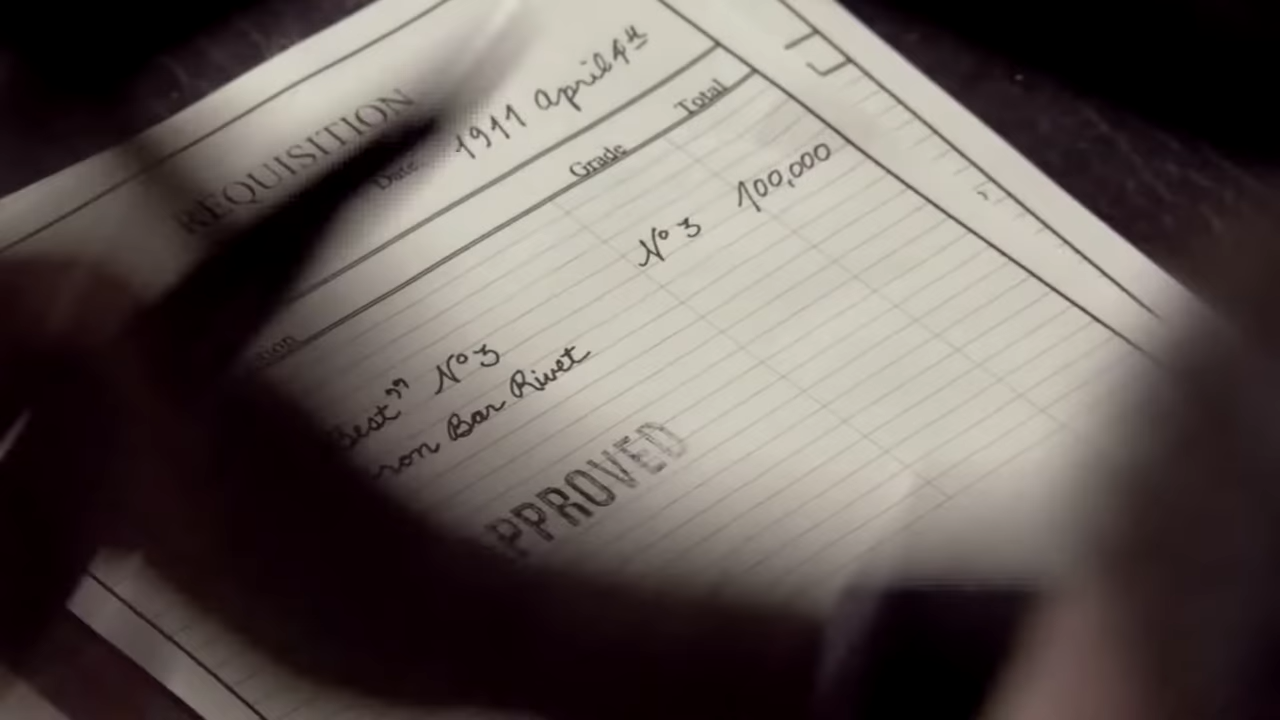 REQUISITION
Date 1911 April 4th
Grade Total
No 3 100,000
Best" No 3
ron Bar Rivet
PPROVED